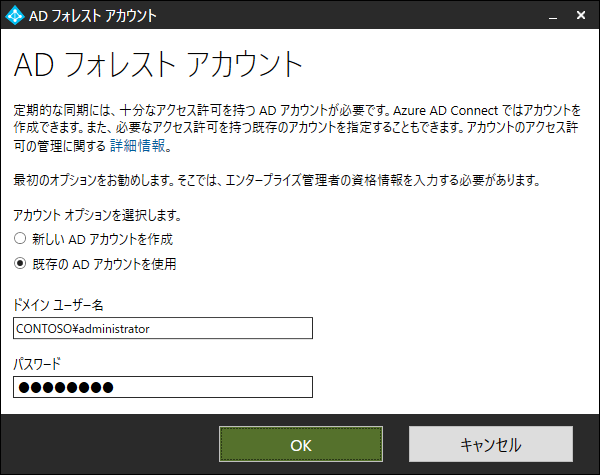 AD フォレスト アカウント
AD フォレスト アカウント
定期的な同期には、十分なアクセス許可を持つ AD アカウントが必要です。Azure AD Connect ではアカウントを
作成できます。また、必要なアクセス許可を持つ既存のアカウントを指定することもできます。アカウントのアクセス許
可の管理に関する 詳細情報。
最初のオプションをお勧めします。そこでは、エンタープライズ管理者の資格情報を入力する必要があります。
アカウント オプションを選択します。
新しい AD アカウントを作成
既存の AD アカウントを使用
ドメイン ユーザー名
CONTOSO¥administrator
パスワード
●●●●●●●●
OK
キャンセル